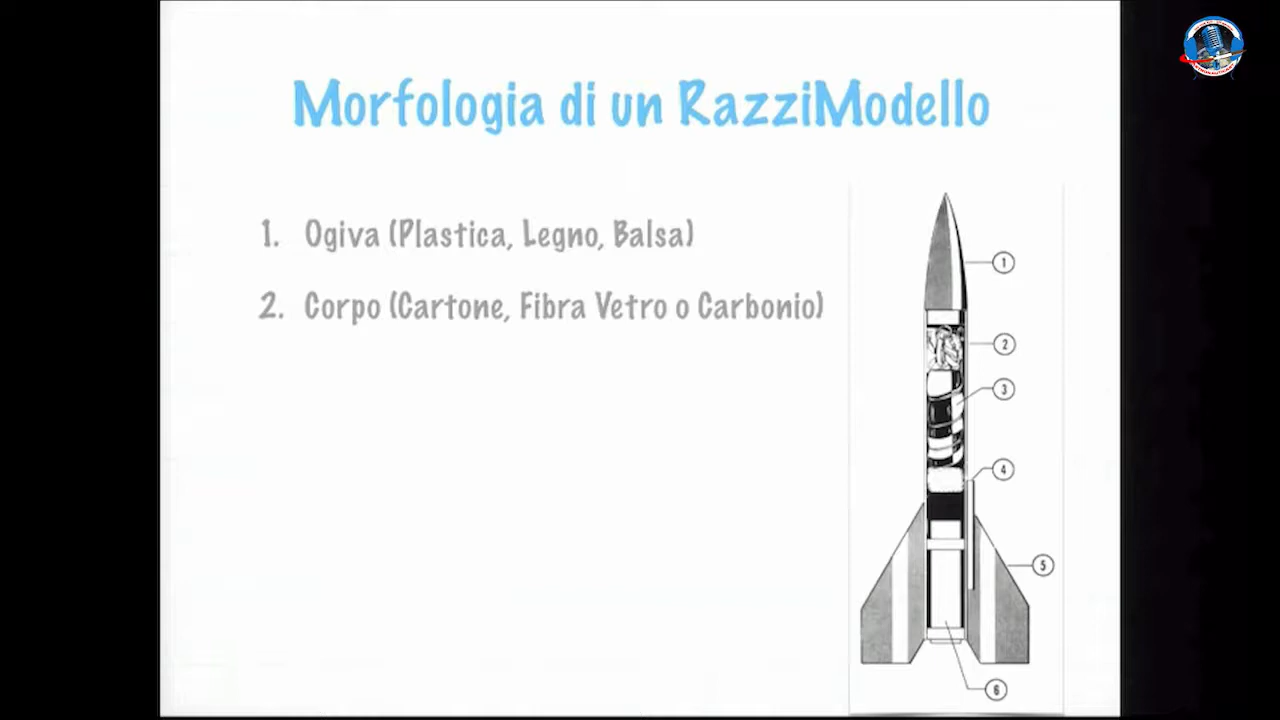 Morfologia di un RazziModello
1. Ogiva (Plastica, Legno, Balsa)
2. Corpo (Cartone, Fibra Vetro o Carbonio)
1
2
3
4
5
6